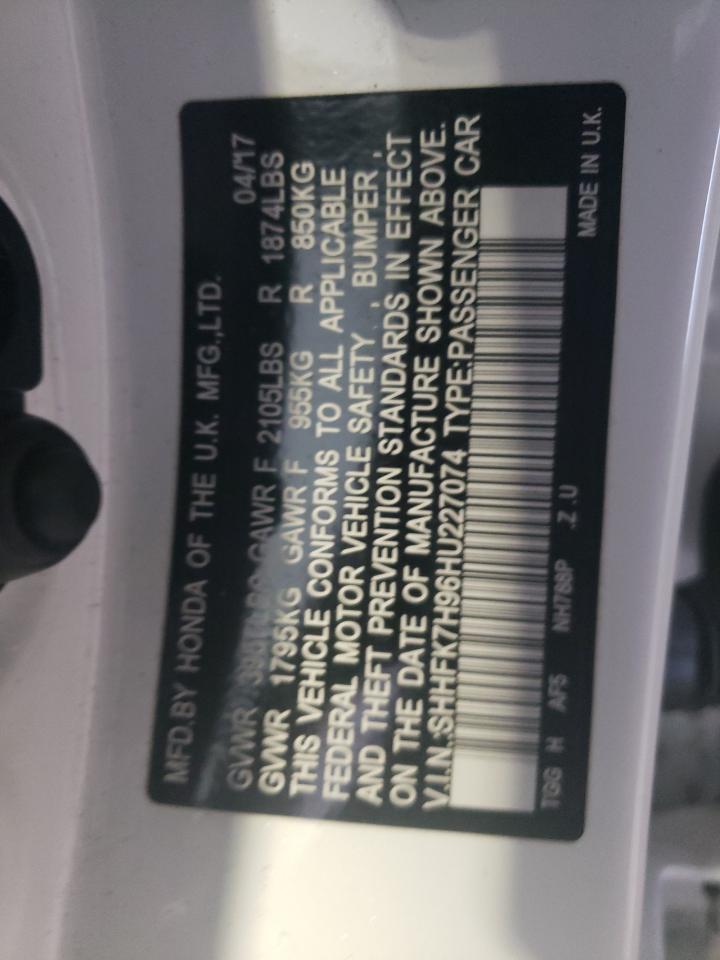 MFD.BY HONDA OF THE U.K. MFG.,LTD. 04/17
GVWR GAWR F 2105LBS R 1874LBS
GVWR 1795KG GAWR F 955KG R 850KG
THIS VEHICLE CONFORMS TO ALL APPLICABLE
FEDERAL MOTOR VEHICLE SAFETY , BUMPER ,
AND THEFT PREVENTION STANDARDS IN EFFECT
ON THE DATE OF MANUFACTURE SHOWN ABOVE.
V.I.N.:SHHFK7H96HU227074 TYPE:PASSENGER CAR
TGG H AF5 NH788P .Z.U
MADE IN U.K.